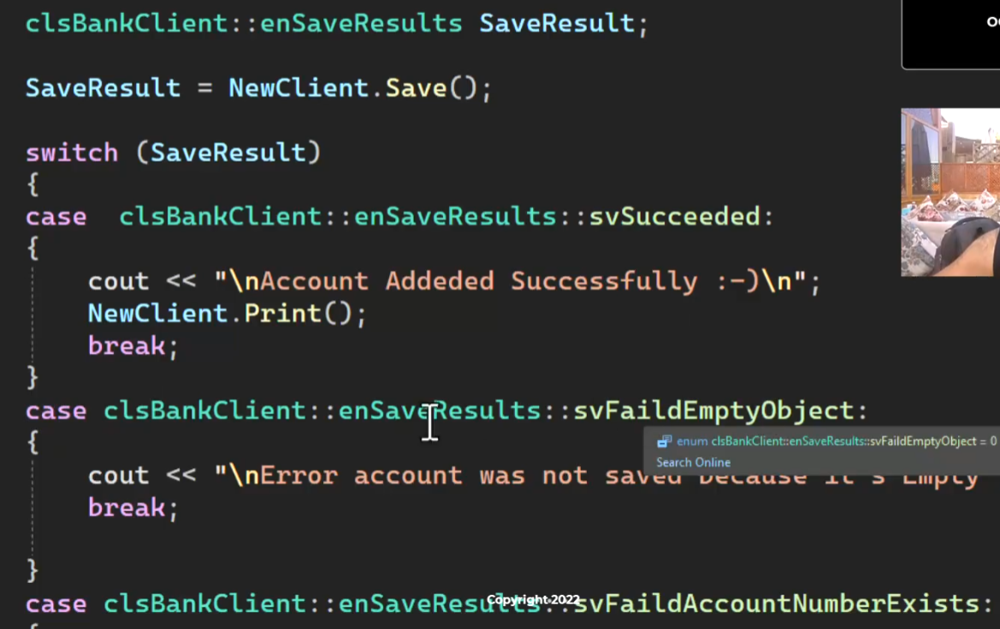 clsBankClient::enSaveResults SaveResult;
SaveResult = NewClient.Save();
switch (SaveResult)
{
case  clsBankClient::enSaveResults::svSucceeded:
{
cout << "\nAccount Addeded Successfully :-)\n";
NewClient.Print();
break;
}
case clsBankClient::enSaveResults::svFaildEmptyObject:
{
enum clsBankClient::enSaveResults::svFaildEmptyObject = 0
Search Online
cout << "\nError account was not saved because it's Empty
break;
}
case clsBankClient::enSaveResults::svFaildAccountNumberExists:
{
Copyright 2022